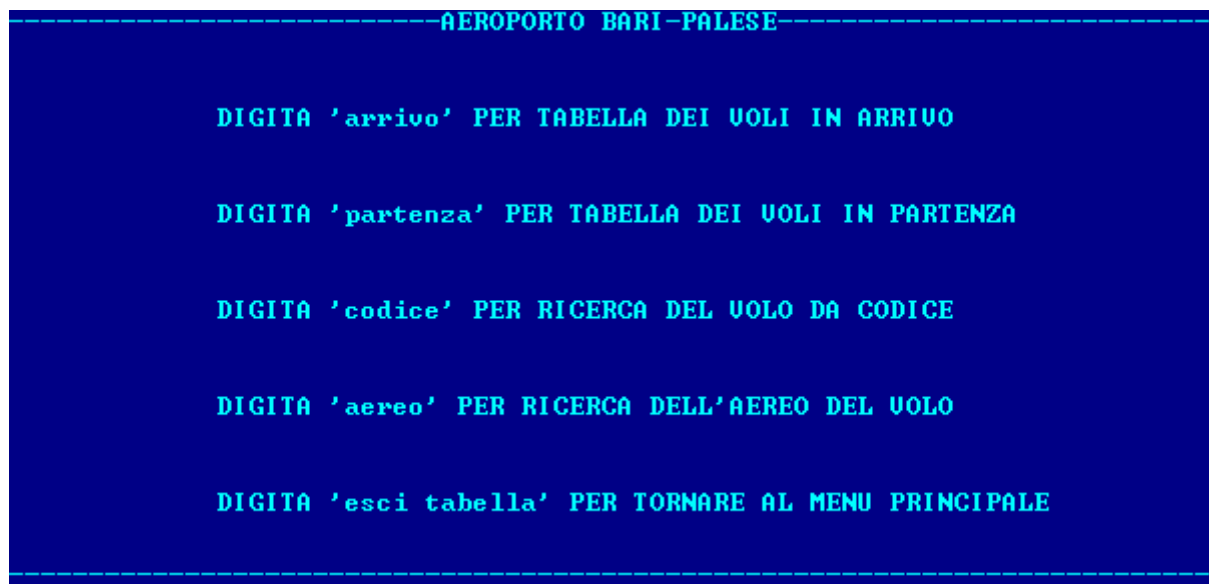 AEROPORTO BARI-PALESE
DIGITA 'arrivo' PER TABELLA DEI VOLI IN ARRIVO
DIGITA 'partenza' PER TABELLA DEI VOLI IN PARTENZA
DIGITA 'codice' PER RICERCA DEL VOLO DA CODICE
DIGITA 'aereo' PER RICERCA DELL'AEREO DEL VOLO
DIGITA 'esci tabella' PER TORNARE AL MENU PRINCIPALE